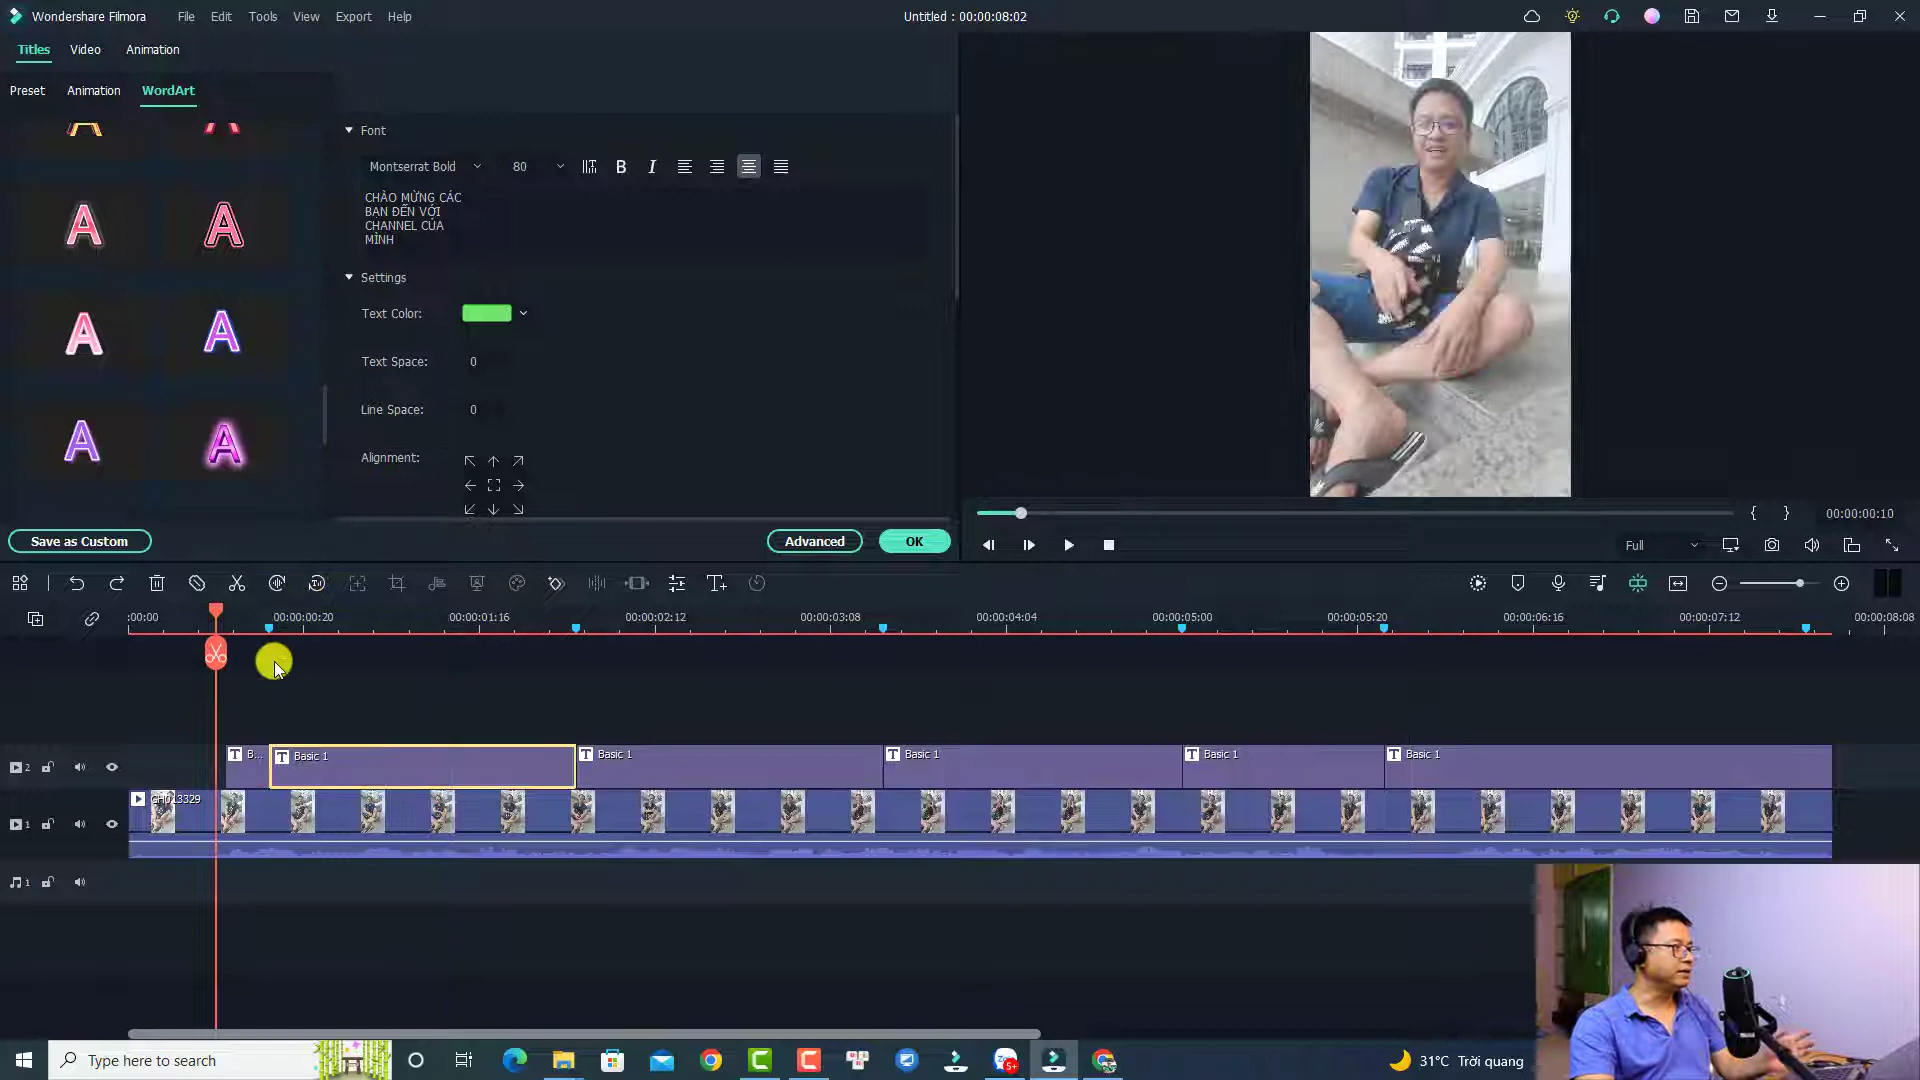 Wondershare Filmora
File Edit Tools View Export Help
Untitled : 00:00:08:02
Titles Video Animation
Preset Animation WordArt
Font
Montserrat Bold
80
CHÀO MỪNG CÁC
BẠN ĐẾN VỚI
CHANNEL CỦA
MÌNH
Settings
Text Color:
Text Space:
0
Line Space:
0
Alignment:
Save as Custom
Advanced
OK
00:00:00:10
Full
:00:00
00:00:00:20
00:00:01:16
00:00:02:12
00:00:03:08
00:00:04:04
00:00:05:00
00:00:05:20
00:00:06:16
00:00:07:12
00:00:08:08
2
B...
Basic 1
Basic 1
Basic 1
Basic 1
Basic 1
1
GH013329
1
Type here to search
5+
31°C Trời quang